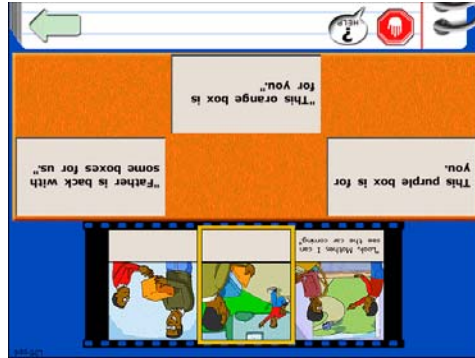 "Look, Mother, I can
see the car coming."
This purple box is for
you.
"Father is back with
some boxes for us."
"This orange box is
for you."
HELP
?